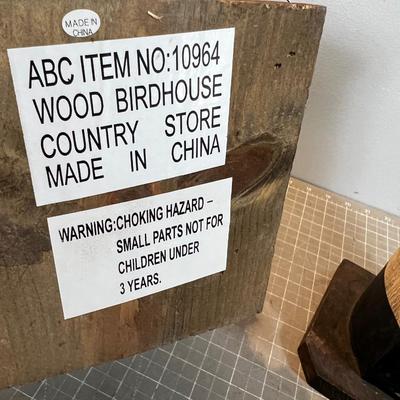 MADE IN
CHINA
ABC ITEM NO:10964
WOOD BIRDHOUSE
COUNTRY STORE
MADE IN CHINA
WARNING:CHOKING HAZARD –
SMALL PARTS NOT FOR
CHILDREN UNDER
3 YEARS.